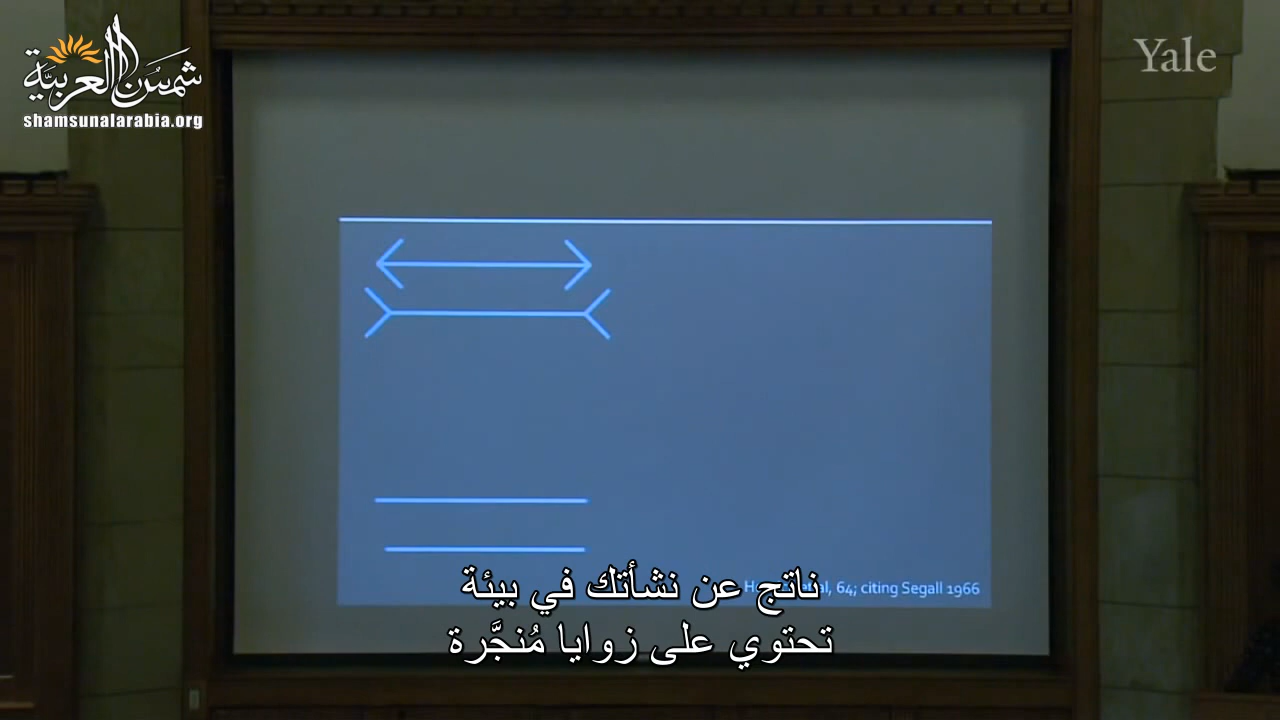 شمس العربية
shamsunalarabia.org
Yale
64; citing Segall 1966
ناتج عن نشأتك في بيئة
تحتوي على زوايا مُنجَّرة